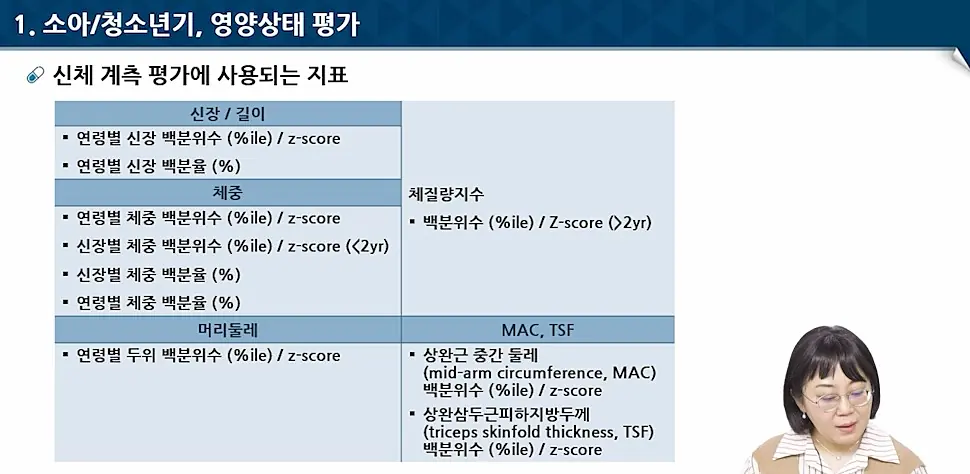 1. 소아/청소년기, 영양상태 평가
신체 계측 평가에 사용되는 지표
신장 / 길이
▪ 연령별 신장 백분위수 (%ile) / z-score
▪ 연령별 신장 백분율 (%)
체중
▪ 연령별 체중 백분위수 (%ile) / z-score
▪ 신장별 체중 백분위수 (%ile) / z-score (<2yr)
▪ 신장별 체중 백분율 (%)
▪ 연령별 체중 백분율 (%)
체질량지수
▪ 백분위수 (%ile) / Z-score (>2yr)
머리둘레
▪ 연령별 두위 백분위수 (%ile) / z-score
MAC, TSF
▪ 상완근 중간 둘레
(mid-arm circumference, MAC)
백분위수 (%ile) / z-score
▪ 상완삼두근피하지방두께
(triceps skinfold thickness, TSF)
백분위수 (%ile) / z-score